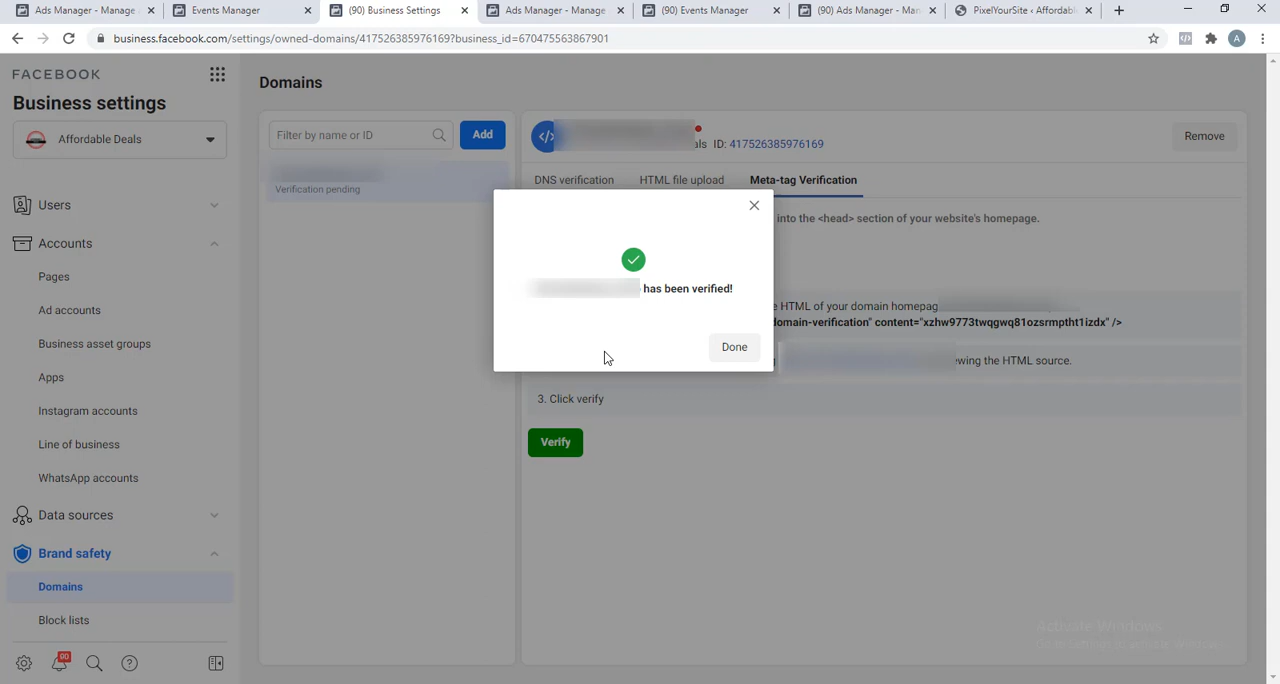 Ads Manager - Manage
Events Manager
(90) Business Settings
Ads Manager - Manage
(90) Events Manager
(90) Ads Manager - Man
PixelYourSite ‹ Affordabl
business.facebook.com/settings/owned-domains/417526385976169?business_id=670475563867901
A
FACEBOOK
Business settings
Affordable Deals
Users
Accounts
Pages
Ad accounts
Business asset groups
Apps
Instagram accounts
Line of business
WhatsApp accounts
Data sources
Brand safety
Domains
Block lists
90
Domains
Filter by name or ID
Add
Verification pending
ID: 417526385976169
Remove
DNS verification
HTML file upload
Meta-tag Verification
into the <head> section of your website's homepage.
has been verified!
Done
HTML of your domain homepag
domain-verification" content="xzhw9773twqgwq81ozsrmptht1izdx" />
ewing the HTML source.
3. Click verify
Verify
Activate Windows